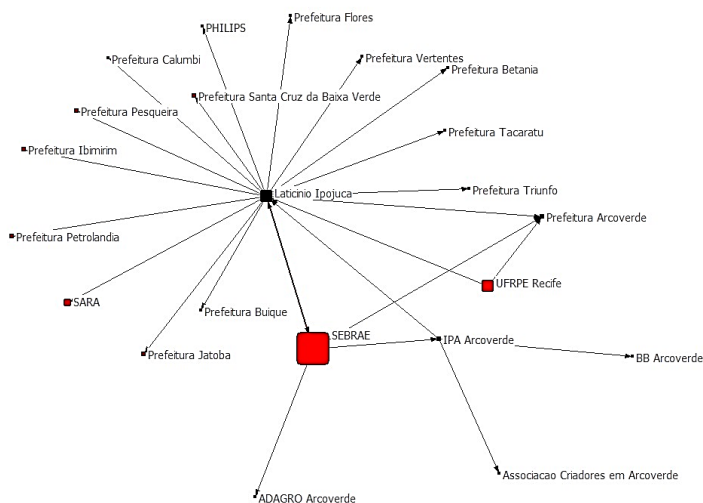 Prefeitura Flores
PHILIPS
Prefeitura Calumbi
Prefeitura Vertentes
Prefeitura Betania
Prefeitura Santa Cruz da Baixa Verde
Prefeitura Pesqueira
Prefeitura Tacaratu
Prefeitura Ibimirim
Laticinio Ipojuca
Prefeitura Triunfo
Prefeitura Arcoverde
Prefeitura Petrolandia
UFRPE Recife
SARA
Prefeitura Buique
SEBRAE
IPA Arcoverde
Prefeitura Jatoba
BB Arcoverde
Associacao Criadores em Arcoverde
ADAGRO Arcoverde